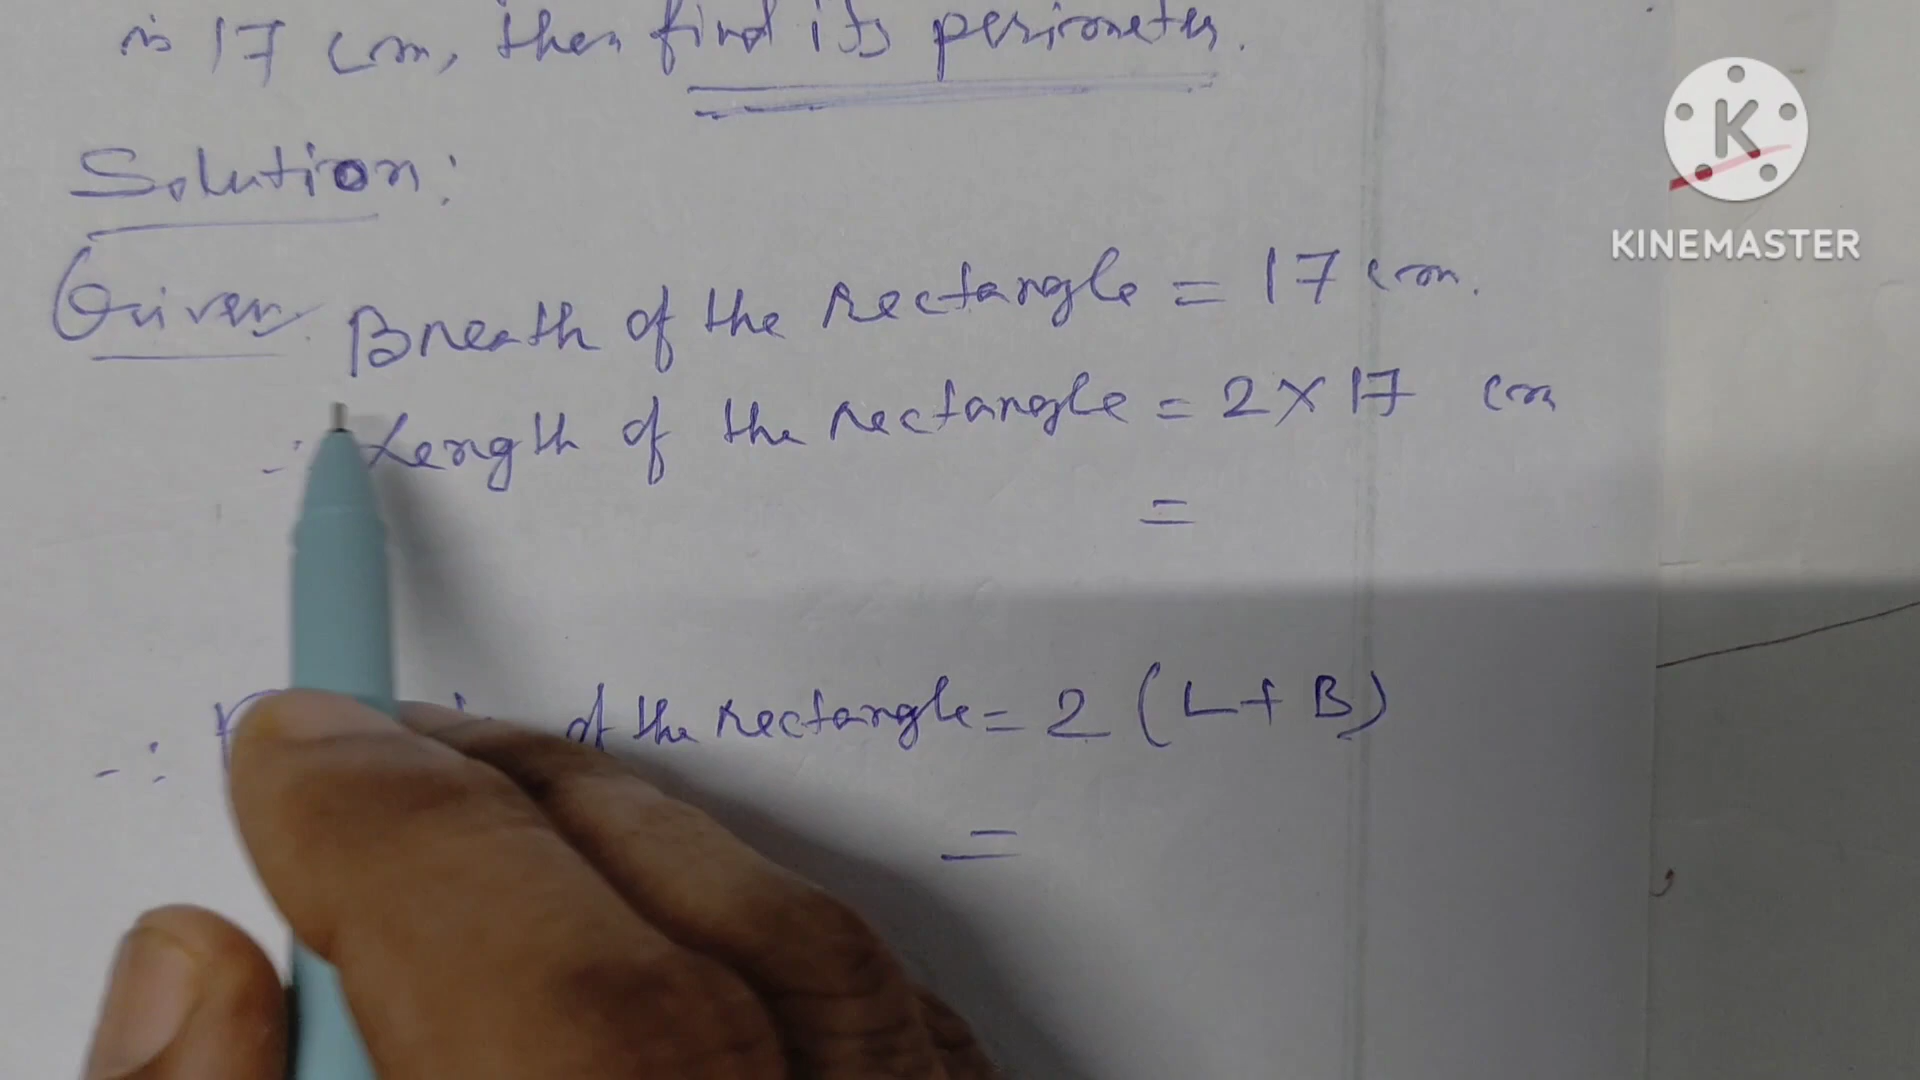 is 17 cm, then find its perimeter.
K
KINEMASTER
Solution:
Given: Breath of the rectangle = 17 cm.
∴ Length of the rectangle = 2 × 17 cm
=
∴ of the rectangle = 2 (L + B)
=